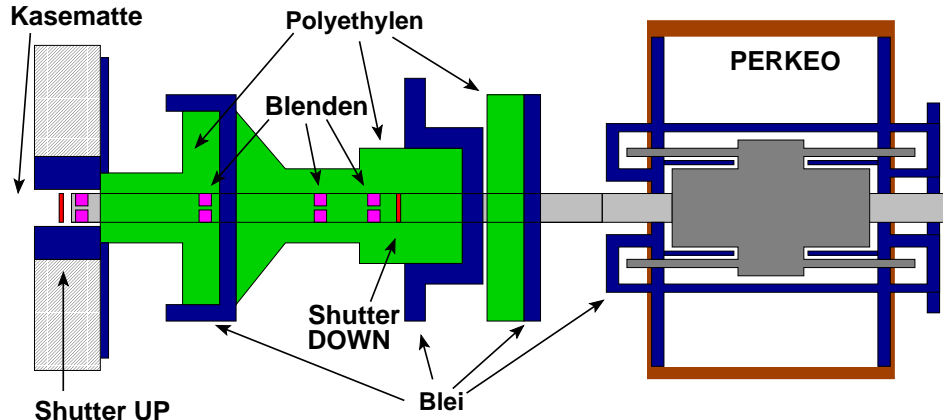 Kasematte
Polyethylen
PERKEO
Blenden
Shutter
DOWN
Blei
Shutter UP